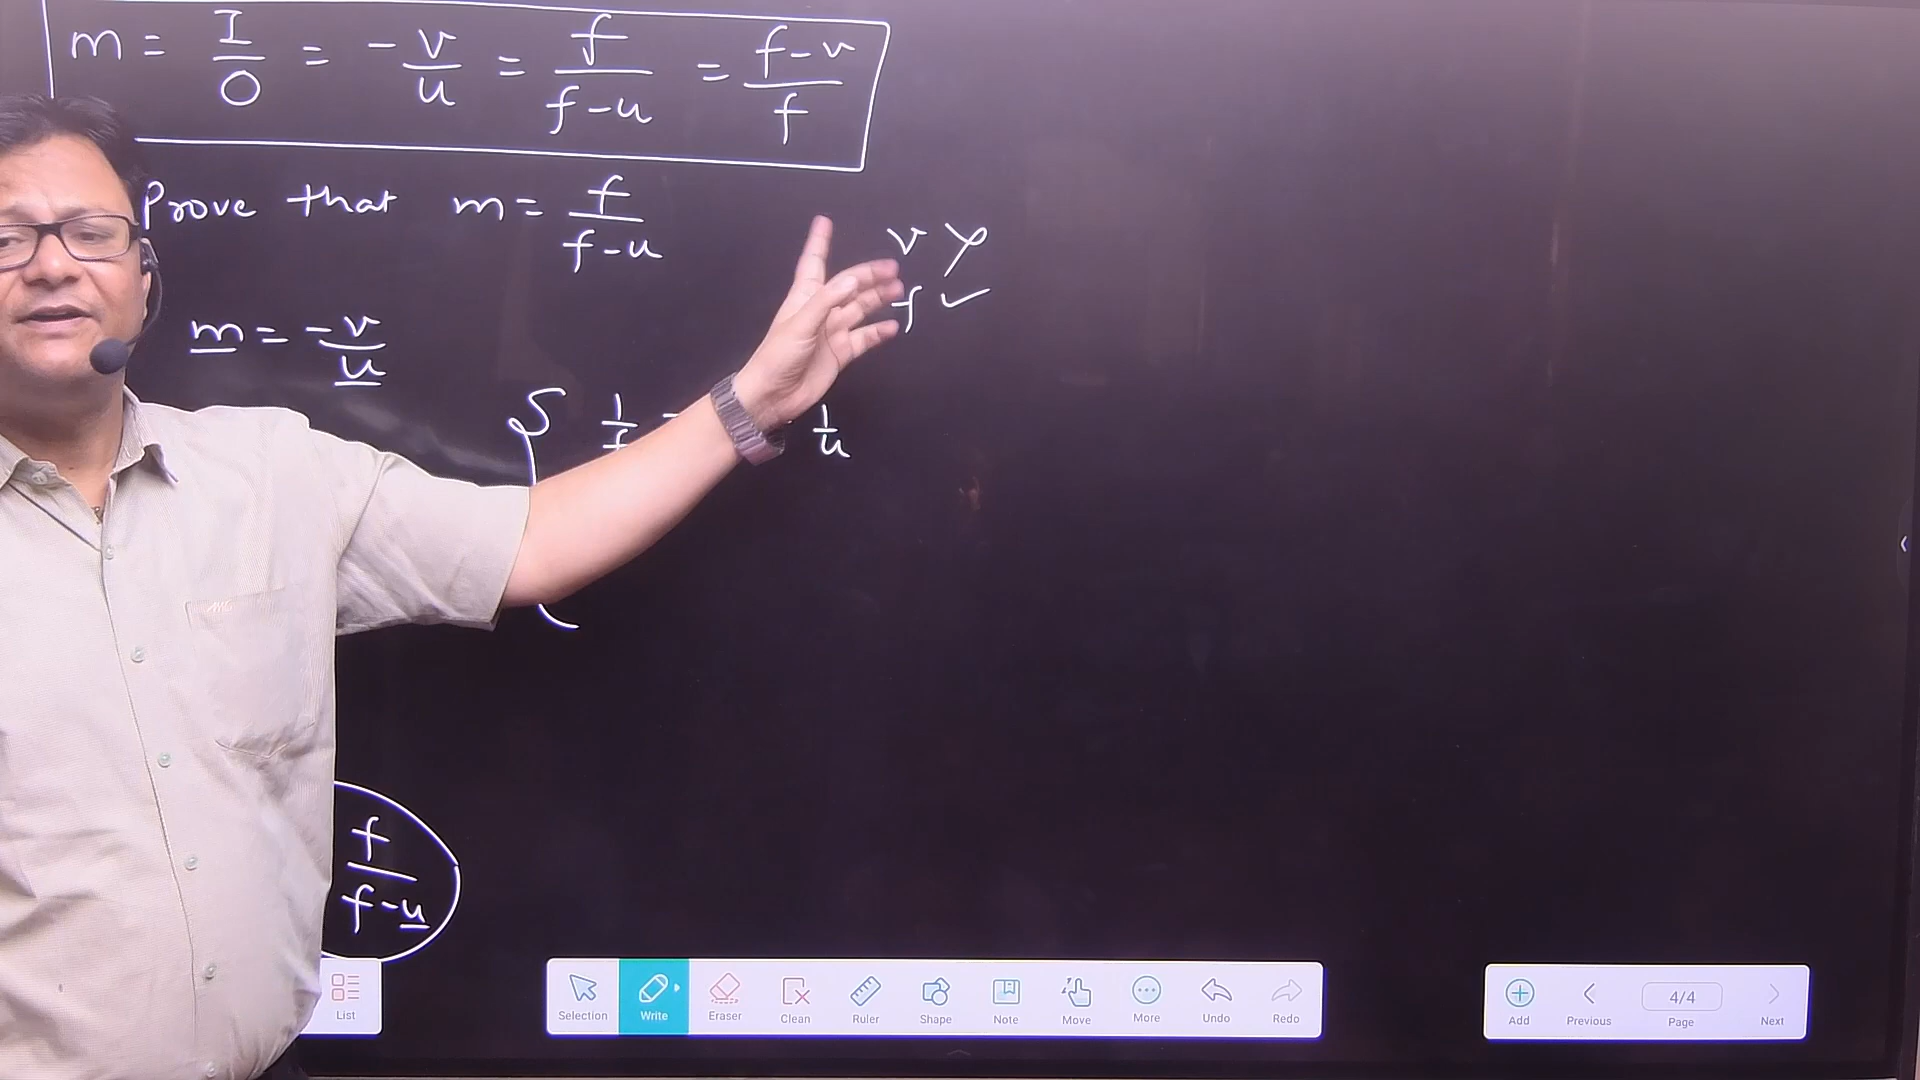 m = I/O = -v/u = f/(f-u) = (f-v)/f
Prove that m = f/(f-u)
v
f ✓
m = -v/u
1/f = 1/u
f/(f-u)
List
Selection Write Eraser Clean Ruler Shape Note Move More Undo Redo
Add Previous 4/4 Page Next